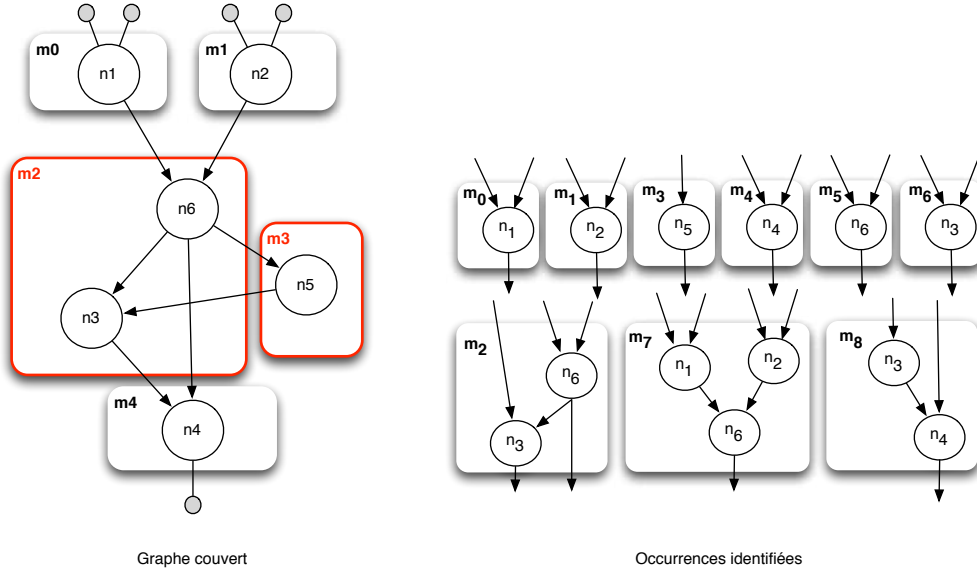 m0
n1
m1
n2
m2
n6
m3
n5
n3
m4
n4
Graphe couvert
m0
n1
m1
n2
m3
n5
m4
n4
m5
n6
m6
n3
m2
n6
n3
m7
n1
n2
n6
m8
n3
n4
Occurrences identifiées